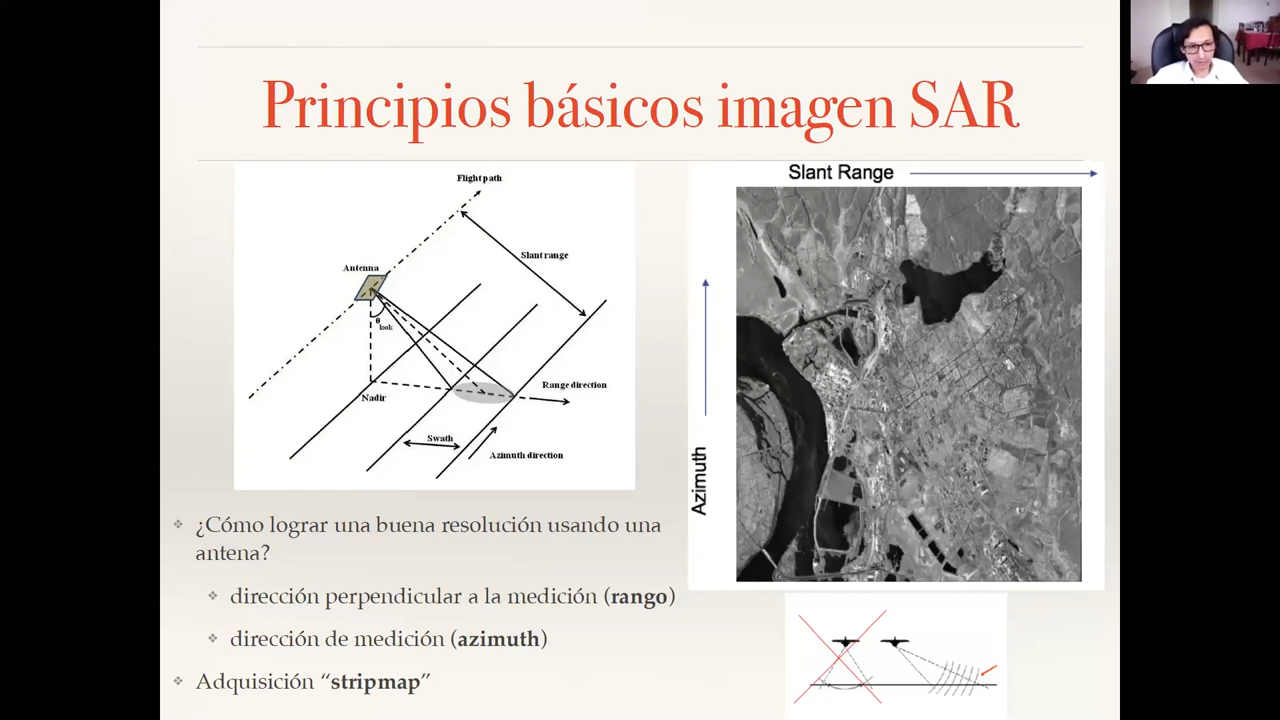 Principios básicos imagen SAR
Flight path
Slant range
Antenna
θ look
Range direction
Nadir
Swath
Azimuth direction
Slant Range
Azimuth
¿Cómo lograr una buena resolución usando una
antena?
dirección perpendicular a la medición (rango)
dirección de medición (azimuth)
Adquisición “stripmap”